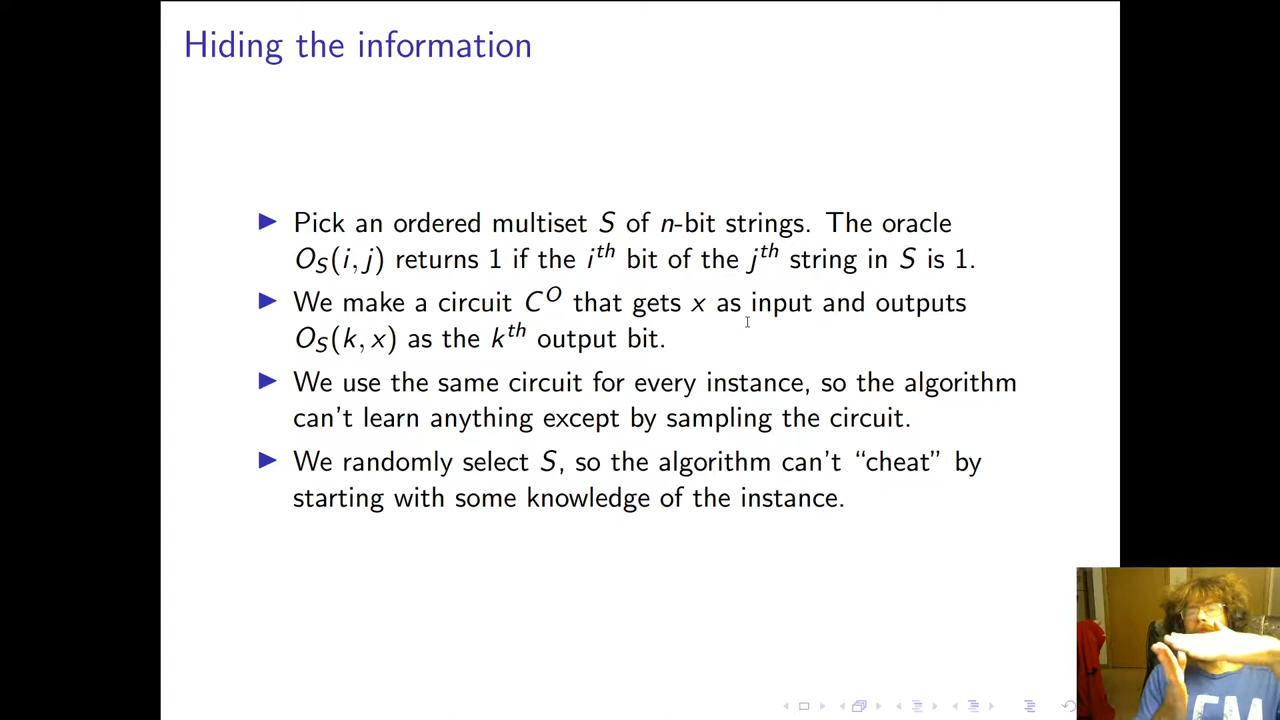 Hiding the information
▶ Pick an ordered multiset S of n-bit strings. The oracle
O_S(i, j) returns 1 if the i^th bit of the j^th string in S is 1.
▶ We make a circuit C^O that gets x as input and outputs
O_S(k, x) as the k^th output bit.
▶ We use the same circuit for every instance, so the algorithm
can't learn anything except by sampling the circuit.
▶ We randomly select S, so the algorithm can't "cheat" by
starting with some knowledge of the instance.